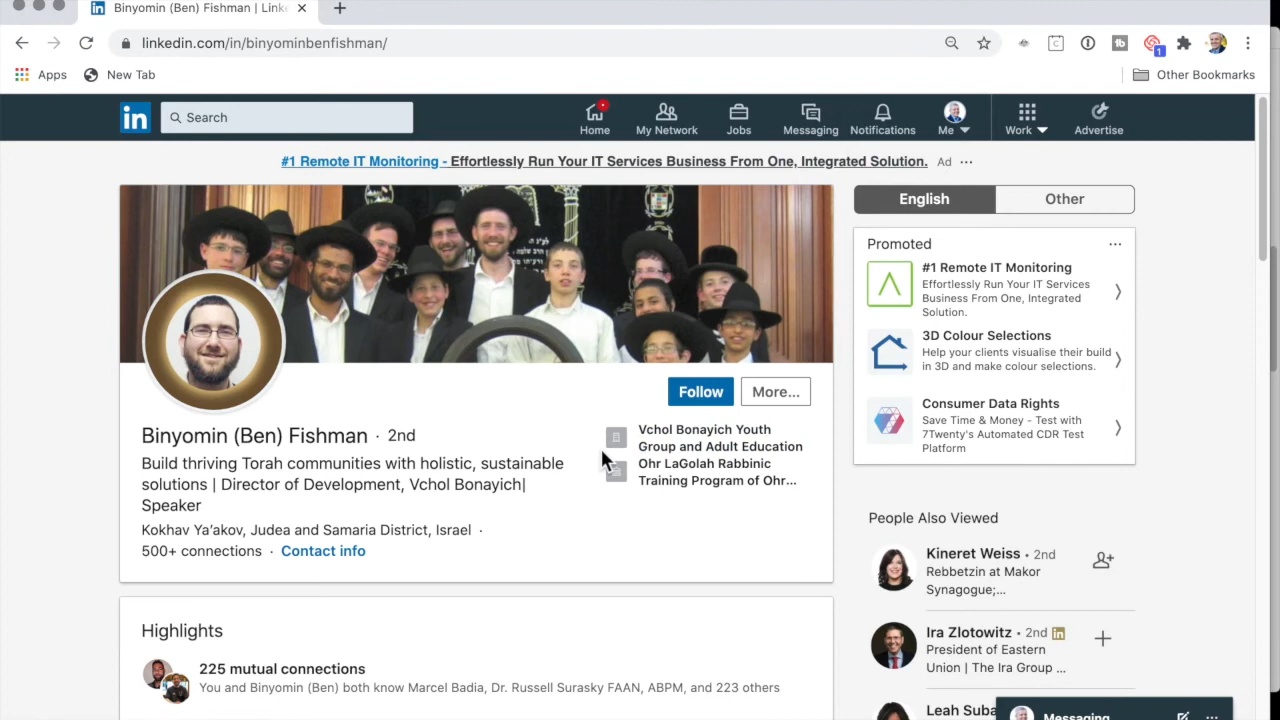 Binyomin (Ben) Fishman | Linke
linkedin.com/in/binyominbenfishman/
1
Apps
New Tab
Other Bookmarks
in
Search
Home
My Network
Jobs
Messaging
Notifications
Me
Work
Advertise
#1 Remote IT Monitoring - Effortlessly Run Your IT Services Business From One, Integrated Solution. Ad ...
English
Other
Promoted
#1 Remote IT Monitoring
Effortlessly Run Your IT Services
Business From One, Integrated
Solution.
3D Colour Selections
Help your clients visualise their build
in 3D and make colour selections.
Consumer Data Rights
Save Time & Money - Test with
7Twenty's Automated CDR Test
Platform
Follow
More...
Binyomin (Ben) Fishman · 2nd
Build thriving Torah communities with holistic, sustainable
solutions | Director of Development, Vchol Bonayich|
Speaker
Kokhav Ya'akov, Judea and Samaria District, Israel ·
500+ connections · Contact info
Vchol Bonayich Youth
Group and Adult Education
Ohr LaGolah Rabbinic
Training Program of Ohr...
Highlights
225 mutual connections
You and Binyomin (Ben) both know Marcel Badia, Dr. Russell Surasky FAAN, ABPM, and 223 others
People Also Viewed
Kineret Weiss • 2nd
Rebbetzin at Makor
Synagogue;...
Ira Zlotowitz • 2nd in
President of Eastern
Union | The Ira Group ...
Leah Suba
Messaging